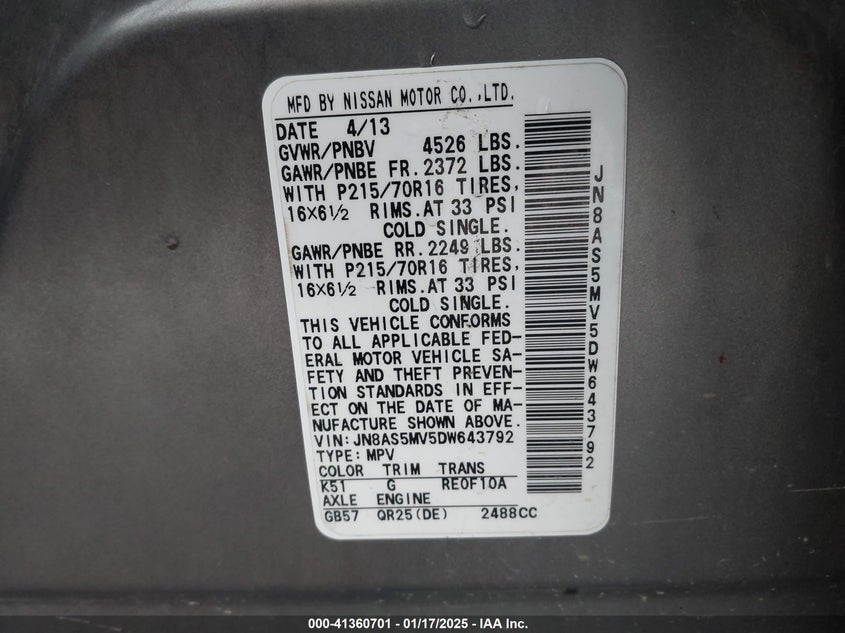 MFD BY NISSAN MOTOR CO.,LTD.
DATE 4/13
GVWR/PNBV 4526 LBS.
GAWR/PNBE FR. 2372 LBS.
WITH P215/70R16 TIRES,
16X6½ RIMS. AT 33 PSI
COLD SINGLE.
GAWR/PNBE RR. 2249 LBS.
WITH P215/70R16 TIRES,
16X6½ RIMS. AT 33 PSI
COLD SINGLE.
THIS VEHICLE CONFORMS
TO ALL APPLICABLE FED-
ERAL MOTOR VEHICLE SA-
FETY AND THEFT PREVEN-
TION STANDARDS IN EFF-
ECT ON THE DATE OF MA-
NUFACTURE SHOWN ABOVE.
VIN: JN8AS5MV5DW643792
TYPE: MPV
COLOR TRIM TRANS
K51 G RE0F10A
AXLE ENGINE
GB57 QR25(DE) 2488CC
JN8AS5MV5DW643792
000-41360701 - 01/17/2025 - IAA Inc.